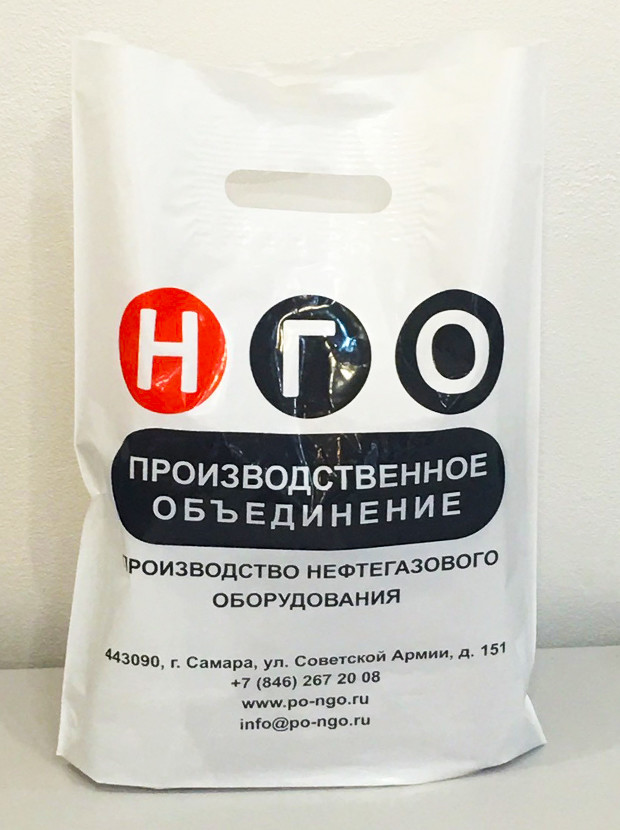 НГО
ПРОИЗВОДСТВЕННОЕ
ОБЪЕДИНЕНИЕ
ПРОИЗВОДСТВО НЕФТЕГАЗОВОГО
ОБОРУДОВАНИЯ
443090, г. Самара, ул. Советской Армии, д. 151
+7 (846) 267 20 08
www.po-ngo.ru
info@po-ngo.ru